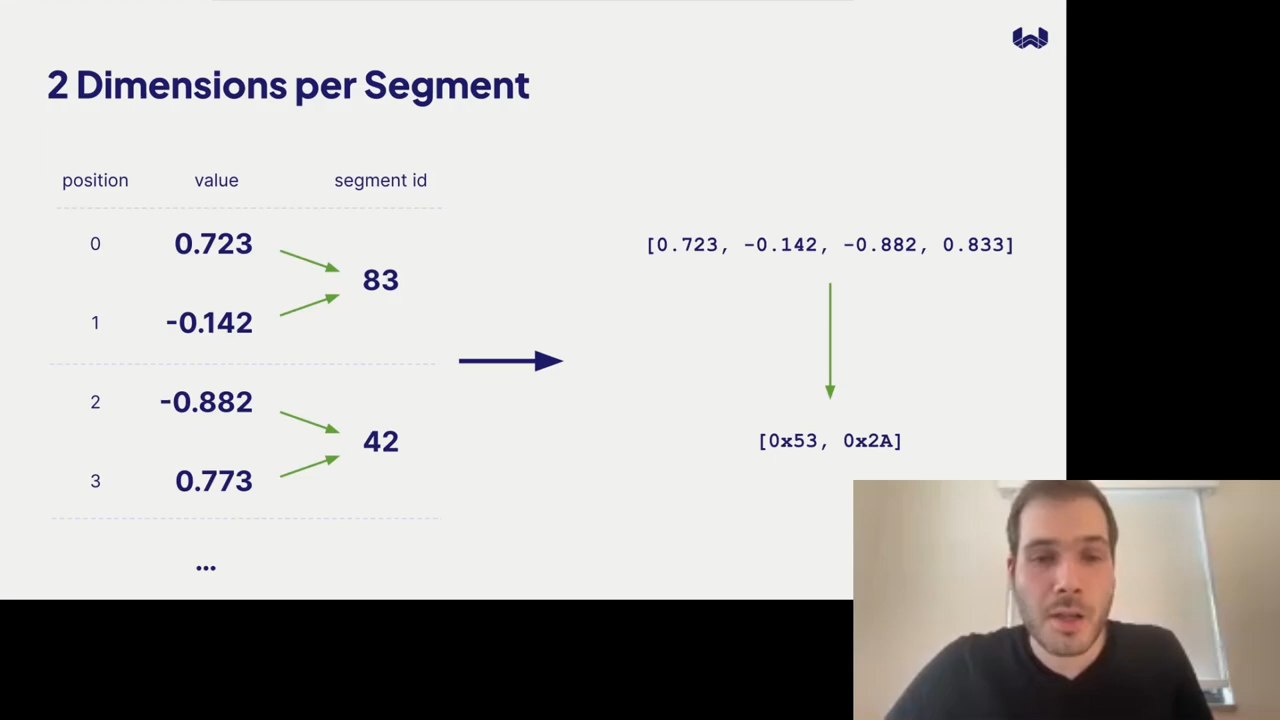 2 Dimensions per Segment
position value segment id
0 0.723
83
1 -0.142
2 -0.882
42
3 0.773
...
[0.723, -0.142, -0.882, 0.833]
[0x53, 0x2A]